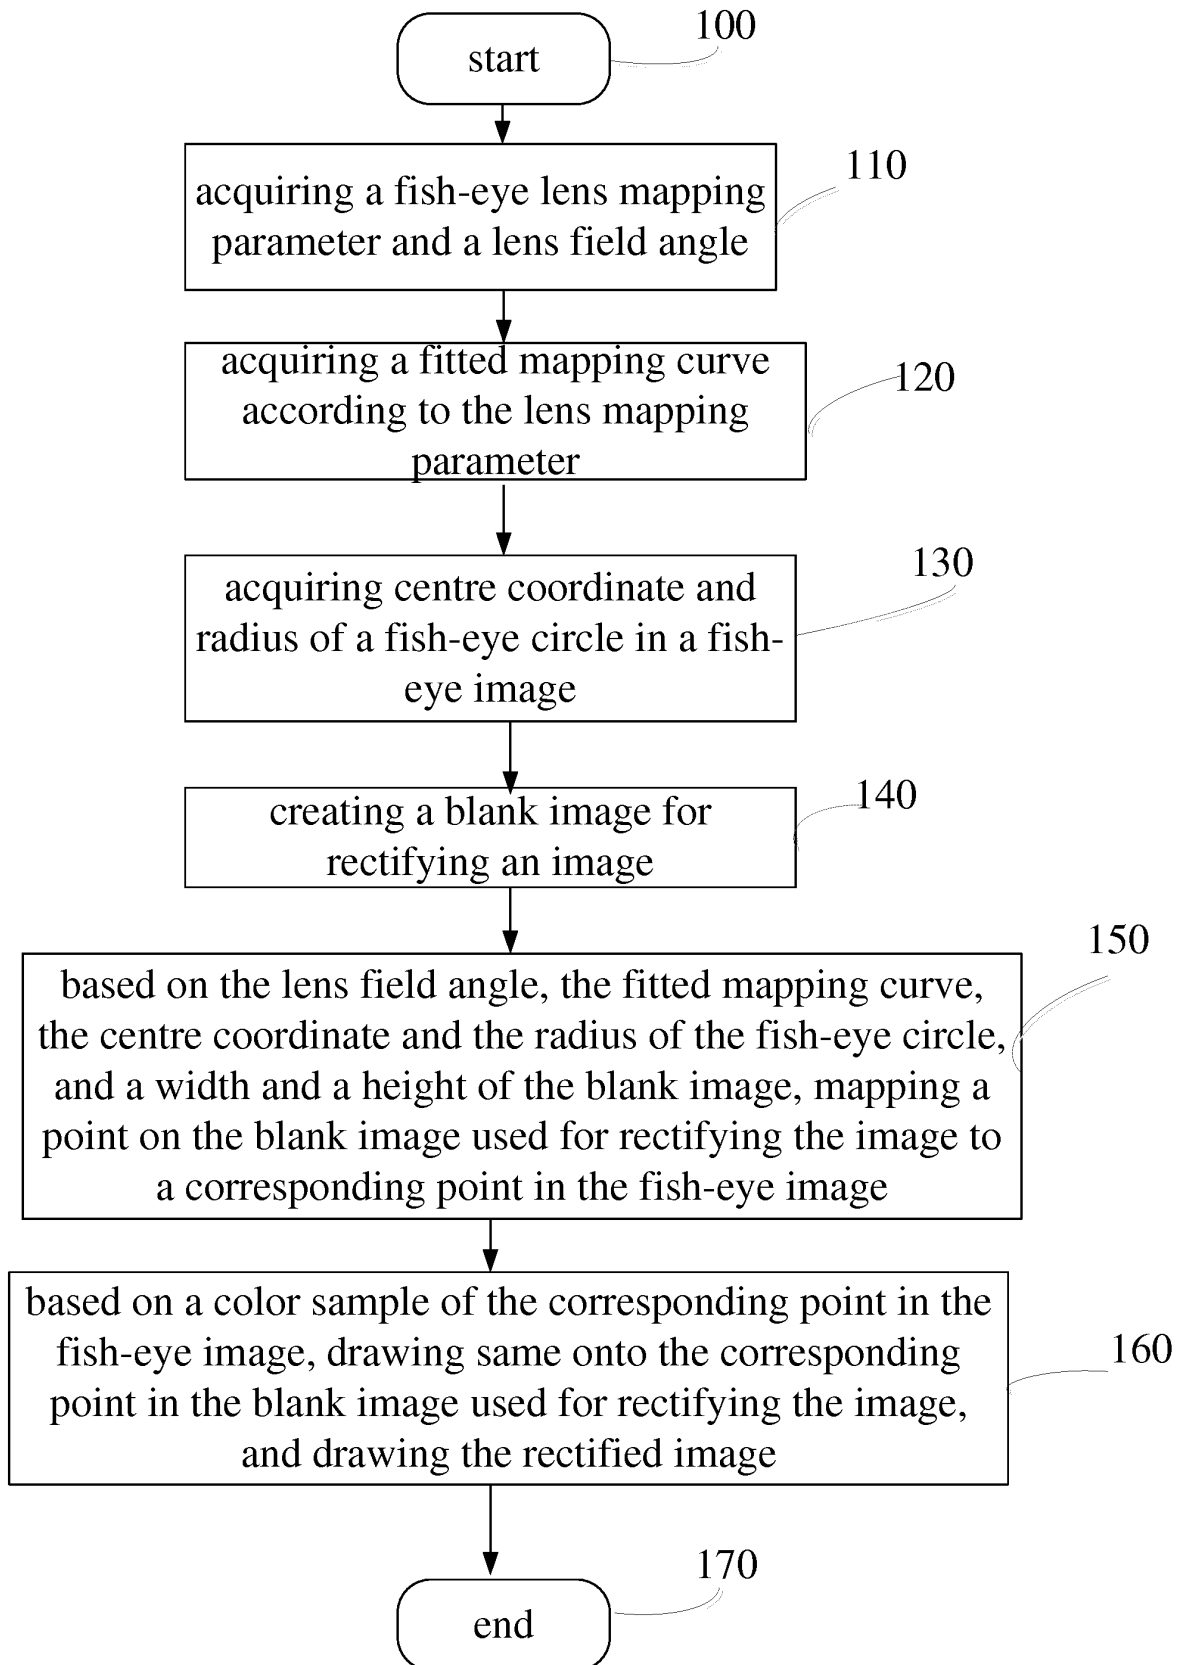 start
100
acquiring a fish-eye lens mapping
parameter and a lens field angle
110
acquiring a fitted mapping curve
according to the lens mapping
parameter
120
acquiring centre coordinate and
radius of a fish-eye circle in a fish-
eye image
130
creating a blank image for
rectifying an image
140
based on the lens field angle, the fitted mapping curve,
the centre coordinate and the radius of the fish-eye circle,
and a width and a height of the blank image, mapping a
point on the blank image used for rectifying the image to
a corresponding point in the fish-eye image
150
based on a color sample of the corresponding point in the
fish-eye image, drawing same onto the corresponding
point in the blank image used for rectifying the image,
and drawing the rectified image
160
end
170